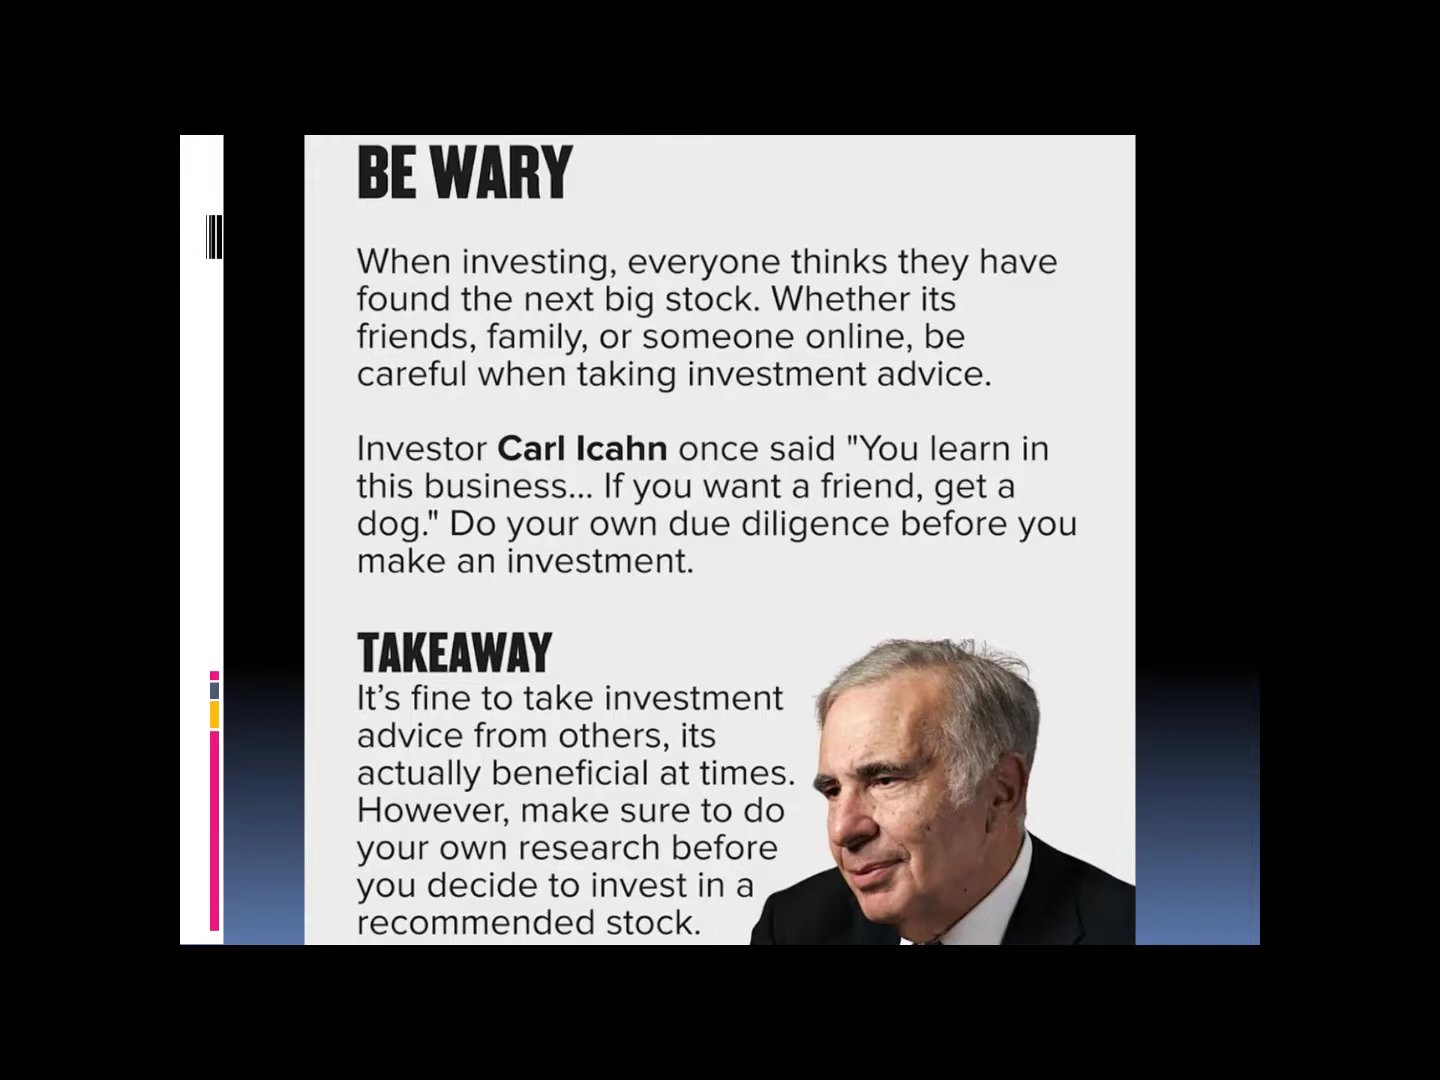 BE WARY
When investing, everyone thinks they have
found the next big stock. Whether its
friends, family, or someone online, be
careful when taking investment advice.
Investor Carl Icahn once said "You learn in
this business... If you want a friend, get a
dog." Do your own due diligence before you
make an investment.
TAKEAWAY
It’s fine to take investment
advice from others, its
actually beneficial at times.
However, make sure to do
your own research before
you decide to invest in a
recommended stock.